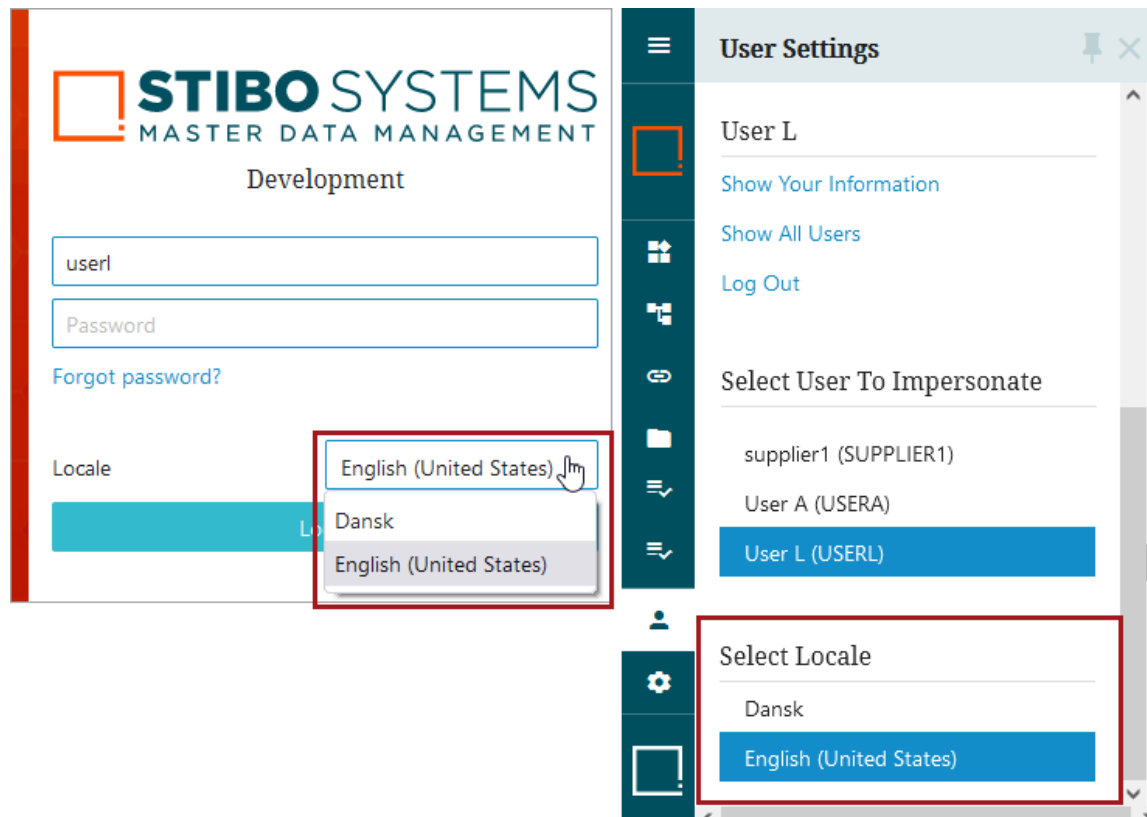 STIBO SYSTEMS
MASTER DATA MANAGEMENT
Development
userl
Password
Forgot password?
Locale
English (United States)
Lo
Dansk
English (United States)
User Settings
User L
Show Your Information
Show All Users
Log Out
Select User To Impersonate
supplier1 (SUPPLIER1)
User A (USERA)
User L (USERL)
Select Locale
Dansk
English (United States)